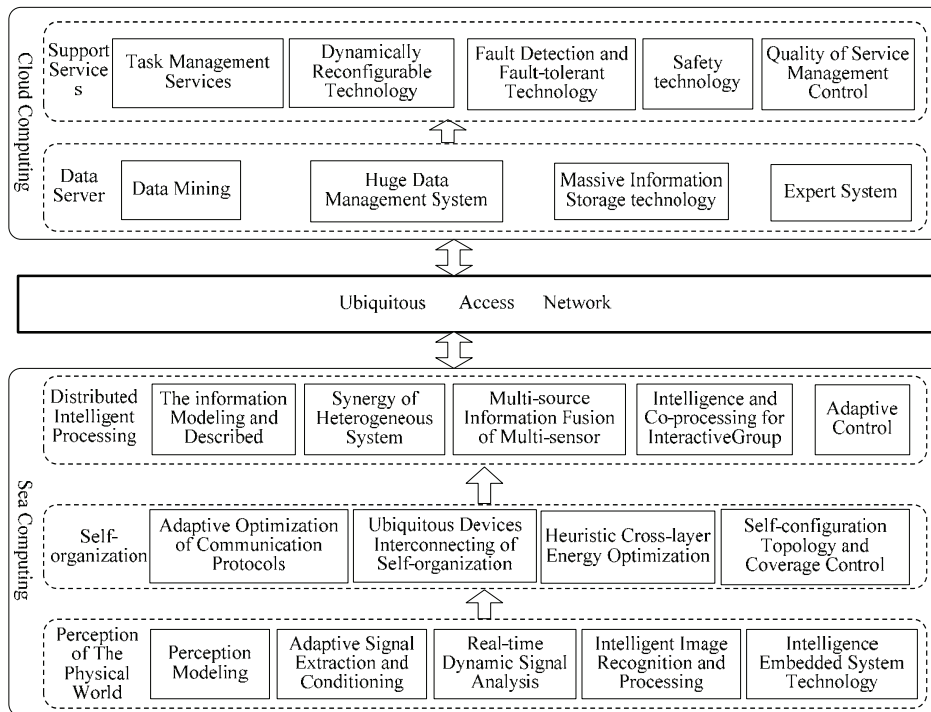 Cloud Computing
Support
Service
s
Task Management
Services
Dynamically
Reconfigurable
Technology
Fault Detection and
Fault-tolerant
Technology
Safety
technology
Quality of Service
Management
Control
Data
Server
Data Mining
Huge Data
Management System
Massive Information
Storage technology
Expert System
Ubiquitous Access Network
Sea Computing
Distributed
Intelligent
Processing
The information
Modeling and
Described
Synergy of
Heterogeneous
System
Multi-source
Information Fusion
of Multi-sensor
Intelligence and
Co-processing for
InteractiveGroup
Adaptive
Control
Self-
organization
Adaptive Optimization
of Communication
Protocols
Ubiquitous Devices
Interconnecting of
Self-organization
Heuristic Cross-layer
Energy Optimization
Self-configuration
Topology and
Coverage Control
Perception
of The
Physical
World
Perception
Modeling
Adaptive Signal
Extraction and
Conditioning
Real-time
Dynamic Signal
Analysis
Intelligent Image
Recognition and
Processing
Intelligence
Embedded System
Technology